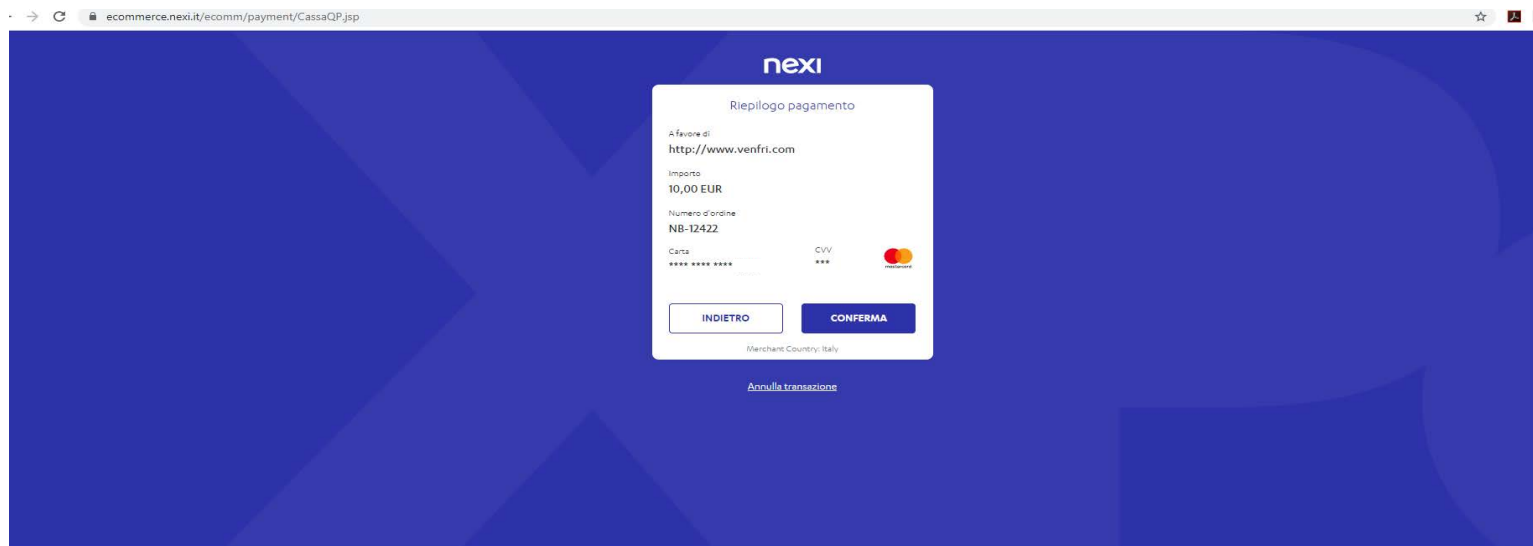 ecommerce.nexi.it/ecomm/payment/CassaQP.jsp
nexi
Riepilogo pagamento
A favore di
http://www.venfri.com
Importo
10,00 EUR
Numero d'ordine
NB-12422
Carta CVV
**** **** **** ***
mastercard
INDIETRO CONFERMA
Merchant Country: Italy
Annulla transazione